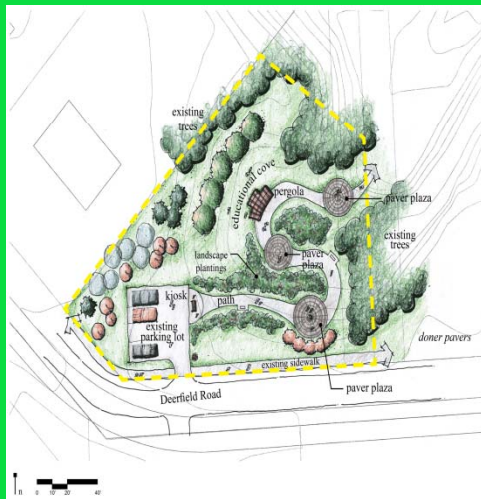 existing
trees
educational cove
pergola
paver plaza
existing
trees
landscape
plantings
paver
plaza
kiosk
path
existing
parking lot
doner pavers
existing sidewalk
paver plaza
Deerfield Road
n
0 10' 20' 40'